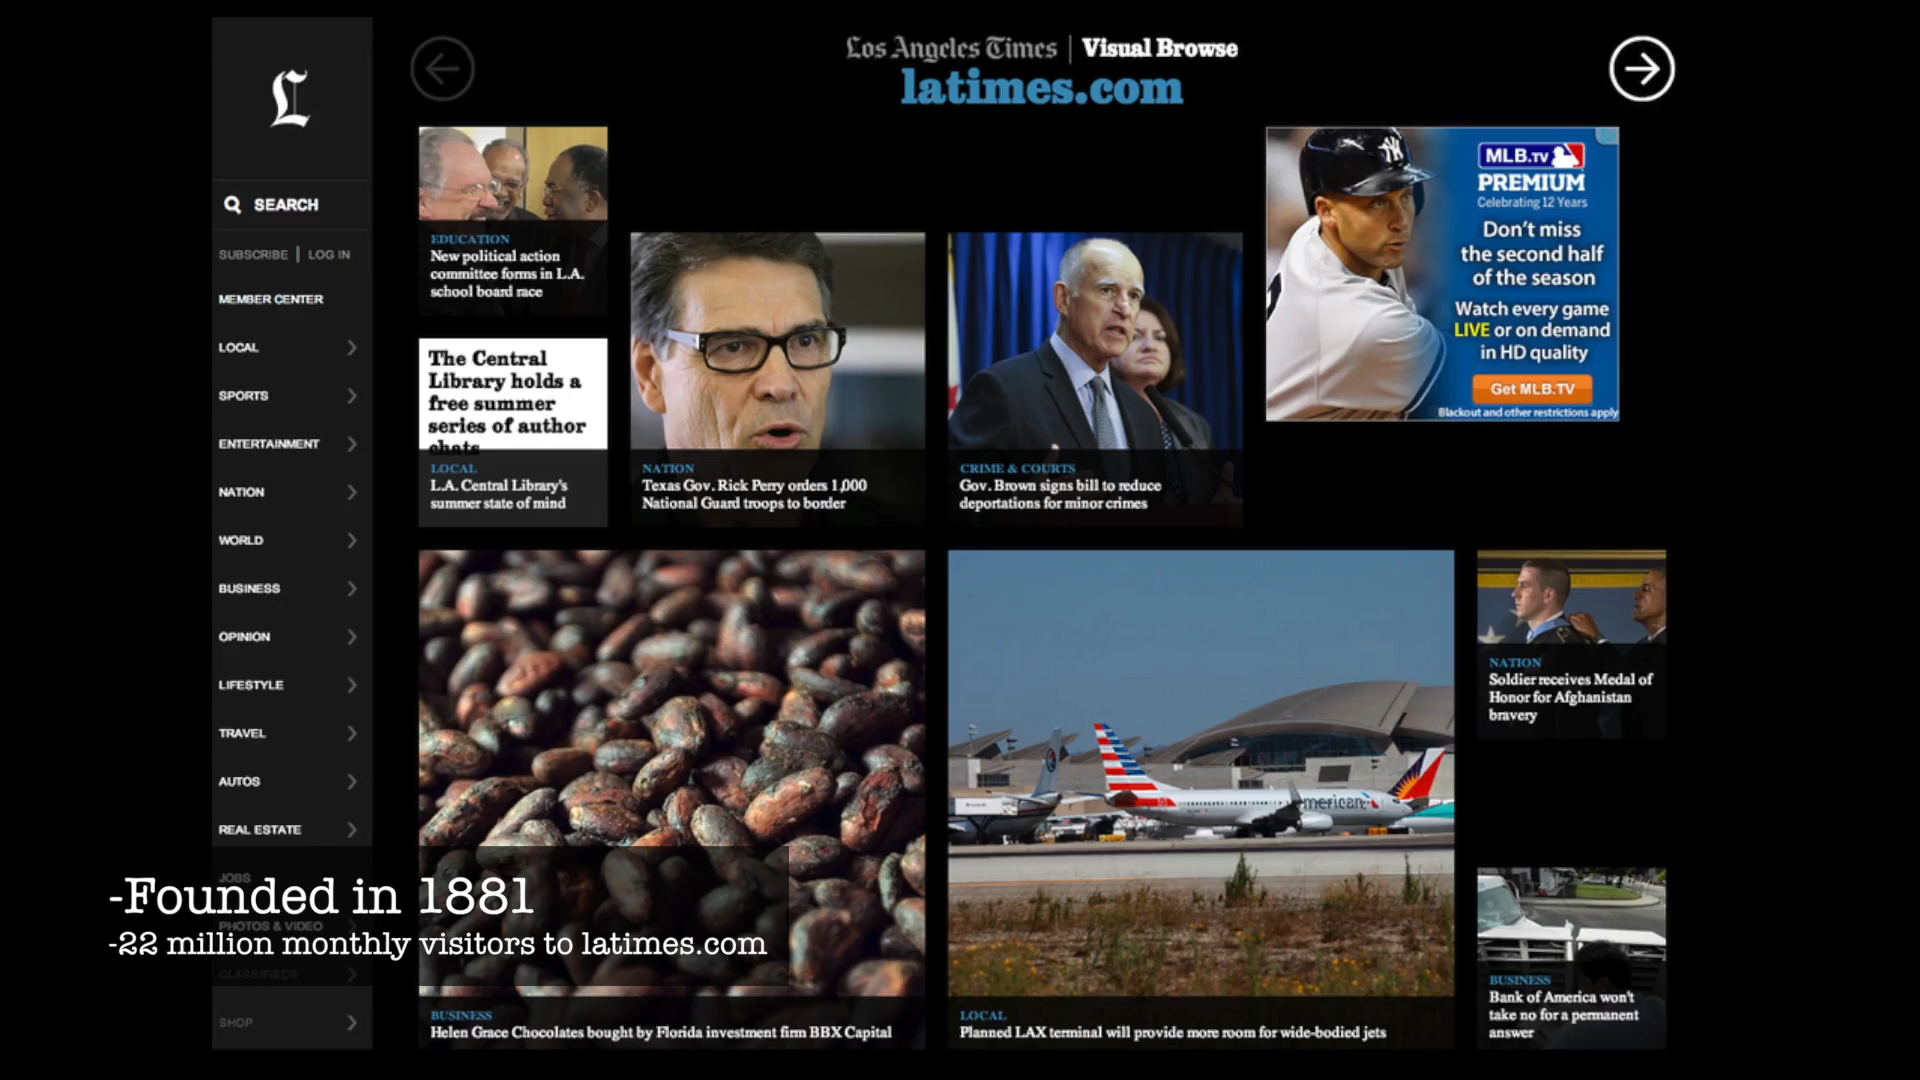 L
SEARCH
SUBSCRIBE | LOG IN
MEMBER CENTER
LOCAL
SPORTS
ENTERTAINMENT
NATION
WORLD
BUSINESS
OPINION
LIFESTYLE
TRAVEL
AUTOS
REAL ESTATE
JOBS
PHOTOS & VIDEO
CLASSIFIEDS
SHOP
Los Angeles Times | Visual Browse
latimes.com
EDUCATION
New political action
committee forms in L.A.
school board race
The Central
Library holds a
free summer
series of author
chats
LOCAL
L.A. Central Library's
summer state of mind
NATION
Texas Gov. Rick Perry orders 1,000
National Guard troops to border
CRIME & COURTS
Gov. Brown signs bill to reduce
deportations for minor crimes
NY
MLB.TV
PREMIUM
Celebrating 12 Years
Don't miss
the second half
of the season
Watch every game
LIVE or on demand
in HD quality
Get MLB.TV
Blackout and other restrictions apply
BUSINESS
Helen Grace Chocolates bought by Florida investment firm BBX Capital
American
LOCAL
Planned LAX terminal will provide more room for wide-bodied jets
NATION
Soldier receives Medal of
Honor for Afghanistan
bravery
BUSINESS
Bank of America won't
take no for a permanent
answer
-Founded in 1881
-22 million monthly visitors to latimes.com